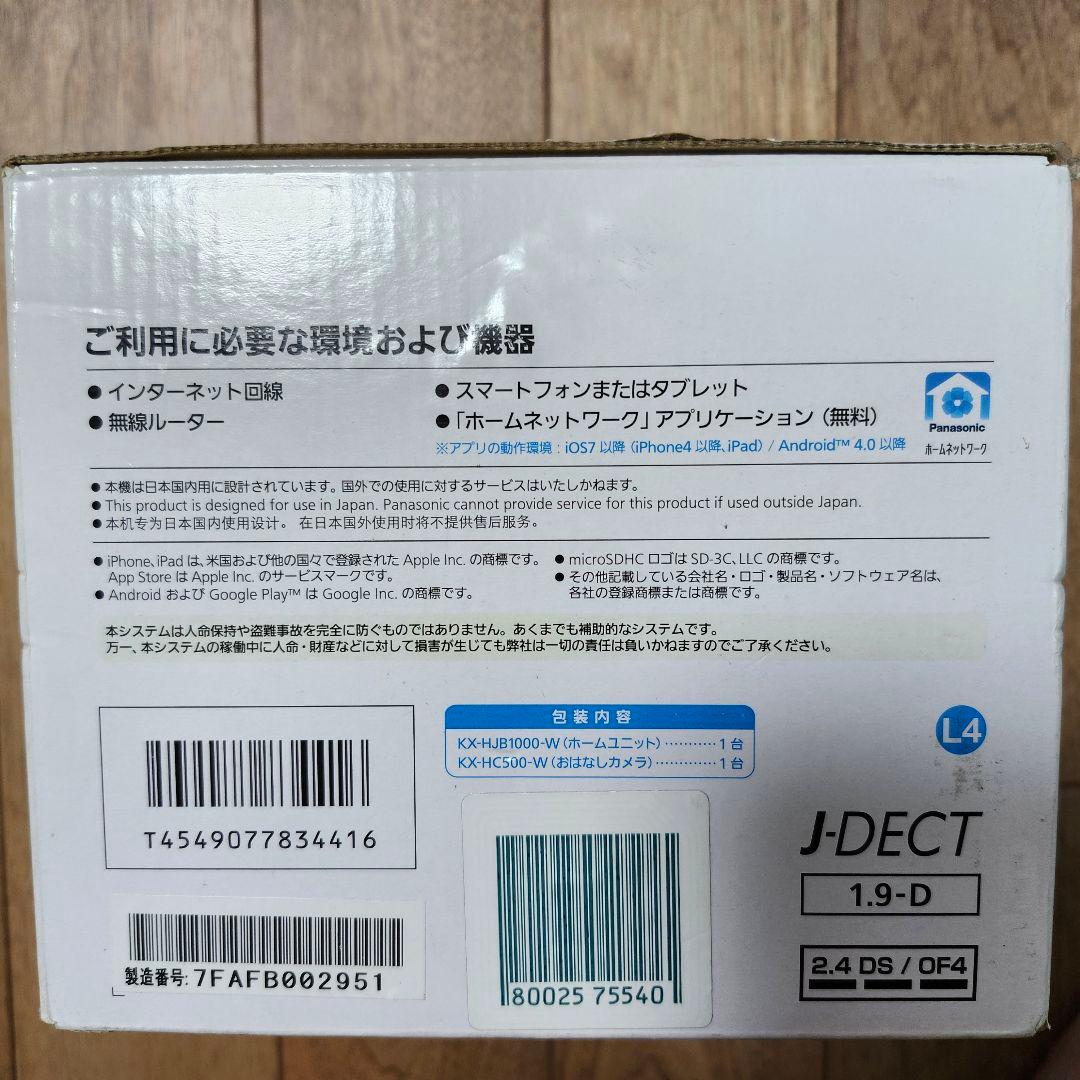 ご利用に必要な環境および機器
● インターネット回線
● 無線ルーター
● スマートフォンまたはタブレット
● 「ホームネットワーク」アプリケーション（無料）
※アプリの動作環境：iOS7 以降（iPhone4 以降、iPad）/ Android™ 4.0 以降
Panasonic
ホームネットワーク
● 本機は日本国内用に設計されています。国外での使用に対するサービスはいたしかねます。
● This product is designed for use in Japan. Panasonic cannot provide service for this product if used outside Japan.
● 本机专为日本国内使用设计。 在日本国外使用时将不提供售后服务。
● iPhone、iPad は、米国および他の国々で登録された Apple Inc. の商標です。
App Store は Apple Inc. のサービスマークです。
● Android および Google Play™ は Google Inc. の商標です。
● microSDHC ロゴは SD-3C、LLC の商標です。
● その他記載している会社名・ロゴ・製品名・ソフトウェア名は、
各社の登録商標または商標です。
本システムは人命保持や盗難事故を完全に防ぐものではありません。あくまでも補助的なシステムです。
万一、本システムの稼働中に人命・財産などに対して損害が生じても弊社は一切の責任は負いかねますのでご了承ください。
T4549077834416
製造番号: 7FAFB002951
包装内容
KX-HJB1000-W（ホームユニット）‥‥‥‥‥1 台
KX-HC500-W（おはなしカメラ）‥‥‥‥‥‥1 台
80025 75540
L4
J-DECT
1.9-D
2.4 DS / OF4